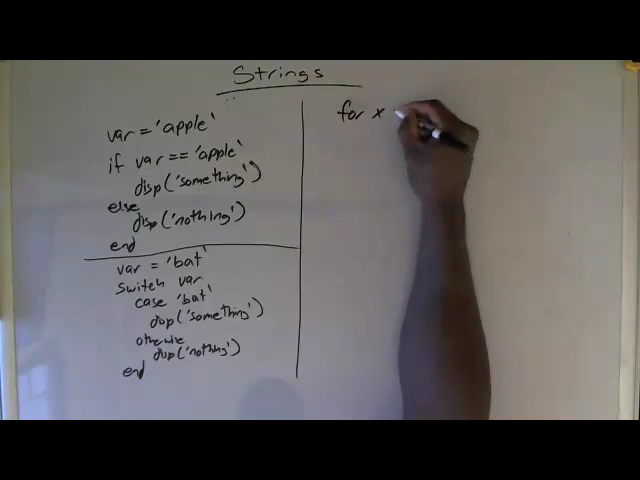 Strings
var = 'apple'
if var == 'apple'
disp('something')
else
disp('nothing')
end
var = 'bat'
switch var
case 'bat'
disp('something')
otherwise
disp('nothing')
end
for x